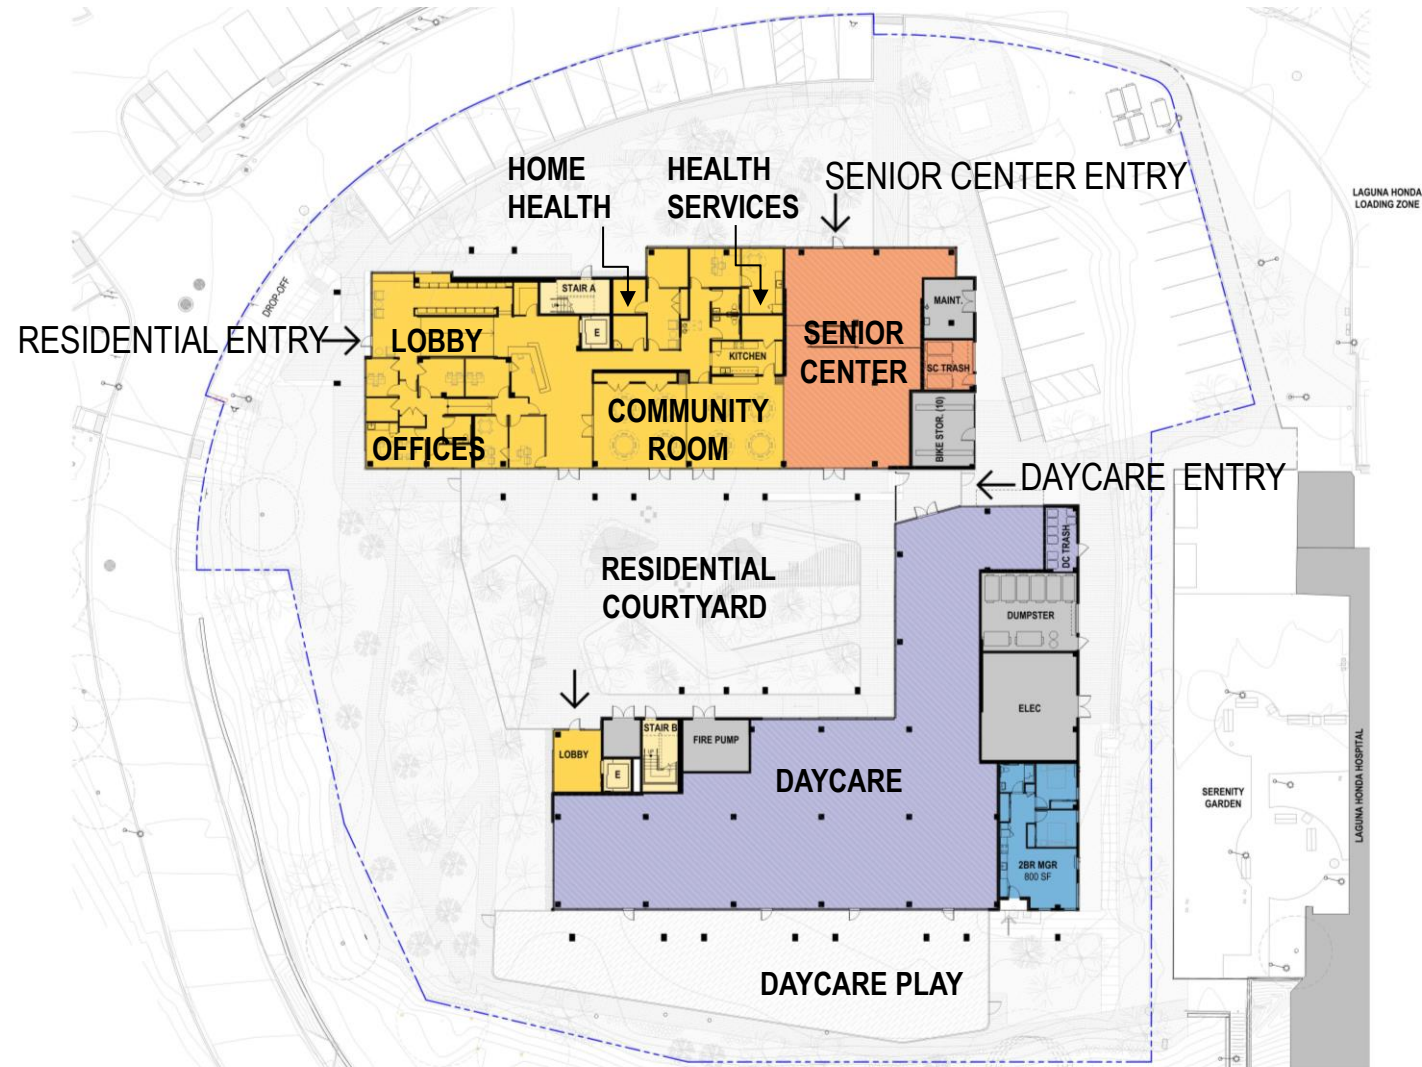 HOME
HEALTH
HEALTH
SERVICES
SENIOR CENTER ENTRY
LAGUNA HONDA
LOADING ZONE
DROP-OFF
STAIR A
E
MAINT.
RESIDENTIAL ENTRY
LOBBY
KITCHEN
SENIOR
CENTER
SC TRASH
COMMUNITY
ROOM
OFFICES
BIKE STOR. (10)
DAYCARE ENTRY
DC TRASH
RESIDENTIAL
COURTYARD
DUMPSTER
ELEC
STAIR B
FIRE PUMP
LOBBY
E
DAYCARE
SERENITY
GARDEN
LAGUNA HONDA HOSPITAL
2BR MGR
800 SF
DAYCARE PLAY